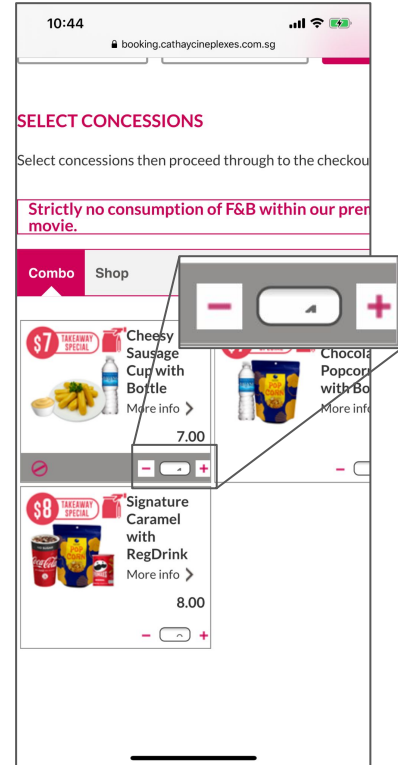 10:44
booking.cathaycineplexes.com.sg
SELECT CONCESSIONS
Select concessions then proceed through to the checkou
Strictly no consumption of F&B within our pre
movie.
Combo Shop
$7 TAKEAWAY SPECIAL
Cheesy
Sausage
Cup with
Bottle
More info
7.00
- +
Chocola
Popcorn
with Bo
More info
-
$8 TAKEAWAY SPECIAL
Signature
Caramel
with
RegDrink
More info
8.00
- +
- +